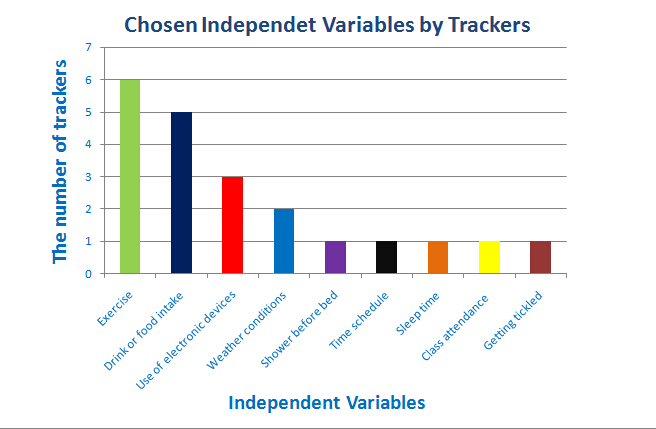 Chosen Independet Variables by Trackers
The number of trackers
7
6
5
4
3
2
1
0
Exercise
Drink or food intake
Use of electronic devices
Weather conditions
Shower before bed
Time schedule
Sleep time
Class attendance
Getting tickled
Independent Variables